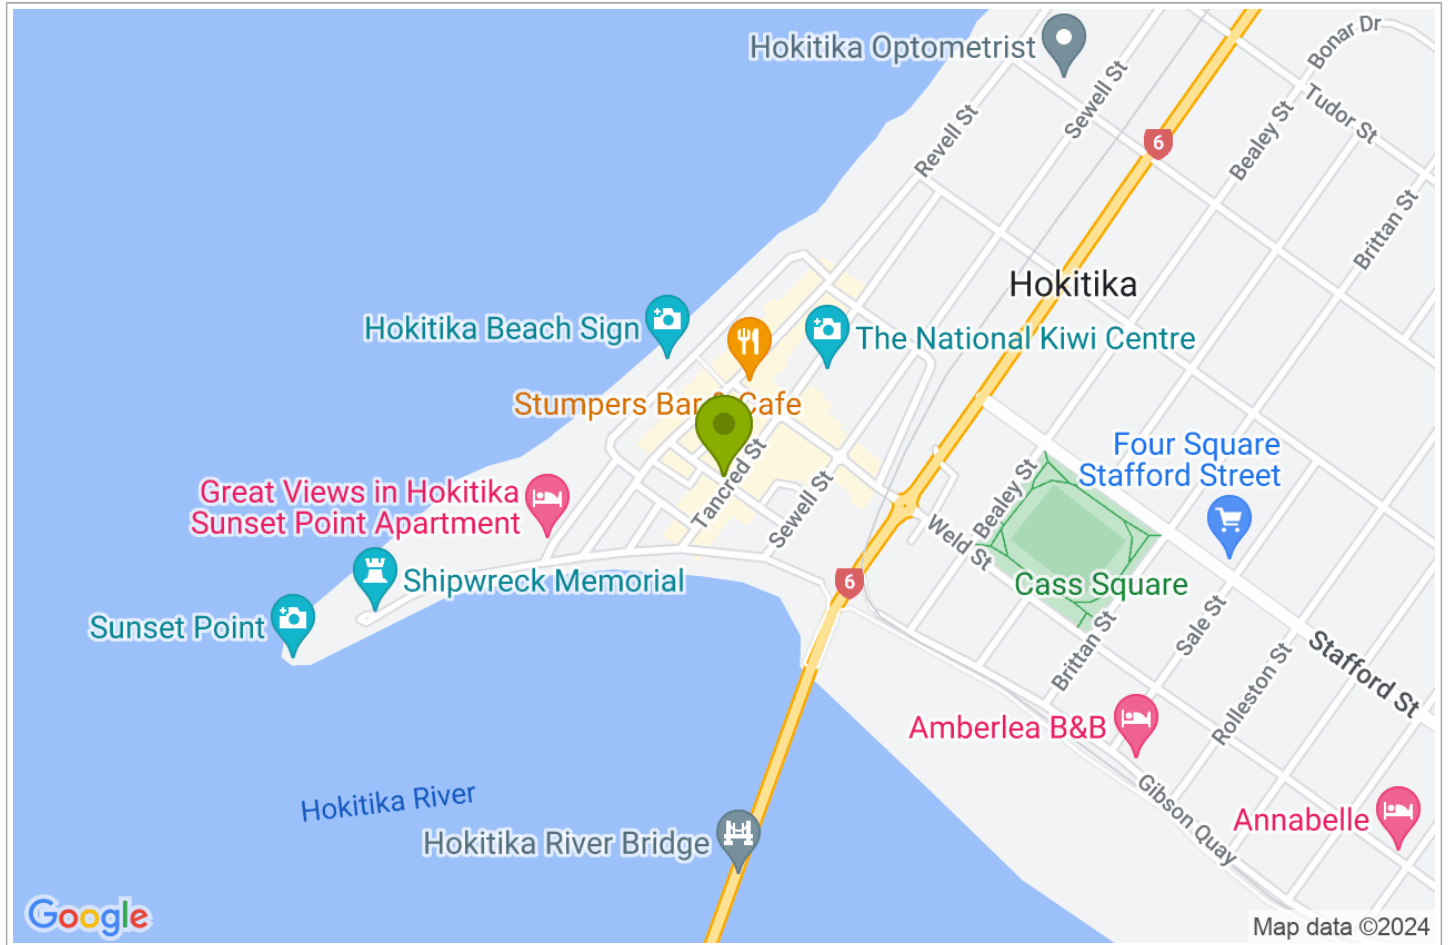 Hokitika Optometrist
Bonar Dr
Sewell St
Tudor St
Revell St
Bealey St
6
Brittan St
Hokitika
Hokitika Beach Sign
The National Kiwi Centre
Stumpers Bar & Cafe
Four Square
Stafford Street
Great Views in Hokitika
Sunset Point Apartment
Tancred St
Sewell St
Bealey St
Weld St
Shipwreck Memorial
6
Cass Square
Sunset Point
Brittan St
Sale St
Rolleston St
Stafford St
Amberlea B&B
Hokitika River
Gibson Quay
Annabelle
Hokitika River Bridge
Google
Map data ©2024